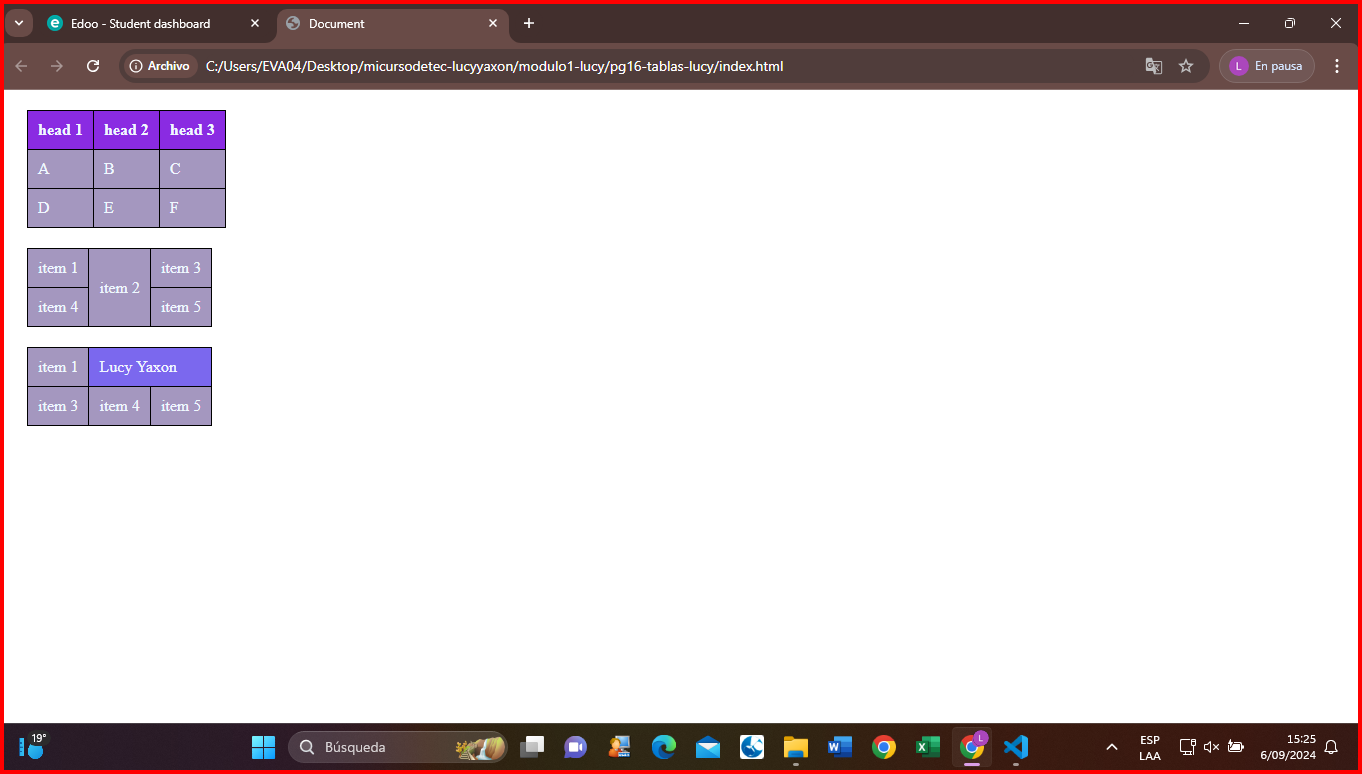 Edoo - Student dashboard
Document
Archivo
C:/Users/EVA04/Desktop/micursodetec-lucyyaxon/modulo1-lucy/pg16-tablas-lucy/index.html
L
En pausa
head 1 head 2 head 3
A B C
D E F
item 1 item 2 item 3
item 4 item 5
item 1 Lucy Yaxon
item 3 item 4 item 5
19°
Búsqueda
L
ESP
LAA
15:25
6/09/2024